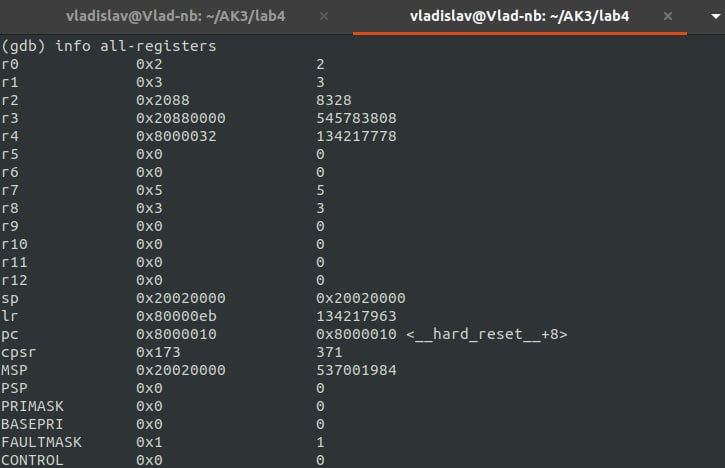 vladislav@Vlad-nb: ~/AK3/lab4 × vladislav@Vlad-nb: ~/AK3/lab4 ×
(gdb) info all-registers
r0 0x2 2
r1 0x3 3
r2 0x2088 8328
r3 0x20880000 545783808
r4 0x8000032 134217778
r5 0x0 0
r6 0x0 0
r7 0x5 5
r8 0x3 3
r9 0x0 0
r10 0x0 0
r11 0x0 0
r12 0x0 0
sp 0x20020000 0x20020000
lr 0x80000eb 134217963
pc 0x8000010 0x8000010 <__hard_reset__+8>
cpsr 0x173 371
MSP 0x20020000 537001984
PSP 0x0 0
PRIMASK 0x0 0
BASEPRI 0x0 0
FAULTMASK 0x1 1
CONTROL 0x0 0